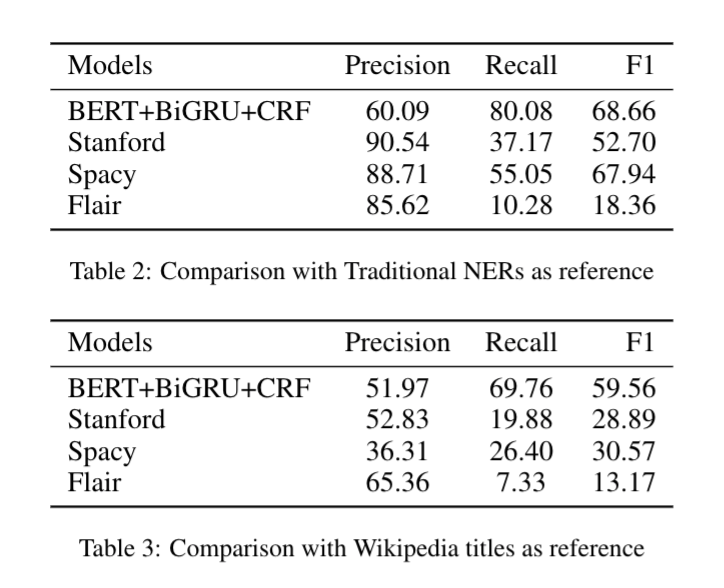 Models Precision Recall F1
BERT+BiGRU+CRF 60.09 80.08 68.66
Stanford 90.54 37.17 52.70
Spacy 88.71 55.05 67.94
Flair 85.62 10.28 18.36
Table 2: Comparison with Traditional NERs as reference
Models Precision Recall F1
BERT+BiGRU+CRF 51.97 69.76 59.56
Stanford 52.83 19.88 28.89
Spacy 36.31 26.40 30.57
Flair 65.36 7.33 13.17
Table 3: Comparison with Wikipedia titles as reference